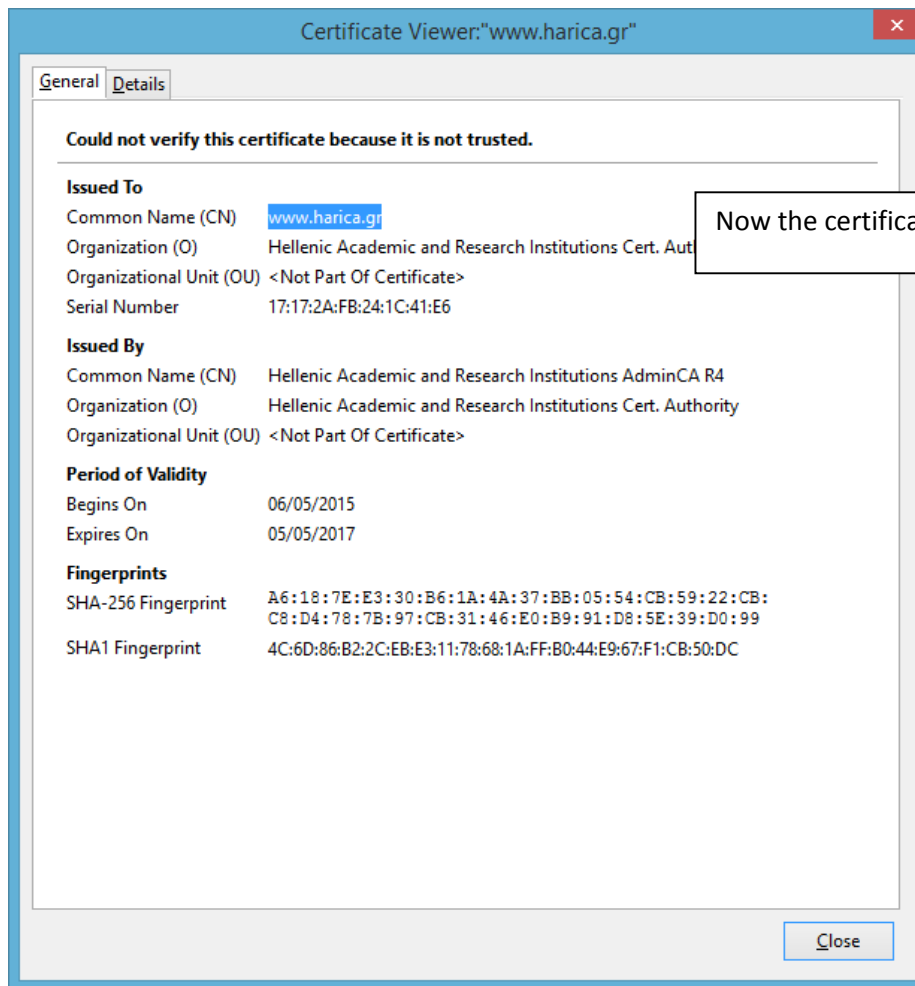 Certificate Viewer:"www.harica.gr"
General Details
Could not verify this certificate because it is not trusted.
Issued To
Common Name (CN) www.harica.gr
Organization (O) Hellenic Academic and Research Institutions Cert.
Now the
Organizational Unit (OU) <Not Part Of Certificate>
Serial Number 17:17:2A:FB:24:1C:41:E6
Issued By
Common Name (CN) Hellenic Academic and Research Institutions AdminCA R4
Organization (O) Hellenic Academic and Research Institutions Cert. Authority
Organizational Unit (OU) <Not Part Of Certificate>
Period of Validity
Begins On 06/05/2015
Expires On 05/05/2017
Fingerprints
SHA-256 Fingerprint A6:18:7E:E3:30:B6:1A:4A:37:BB:05:54:CB:59:22:CB:
C8:D4:78:7B:97:CB:31:46:E0:B9:91:D8:5E:39:D0:99
SHA1 Fingerprint 4C:6D:86:B2:2C:EB:E3:11:78:68:1A:FF:B0:44:E9:67:F1:CB:50:DC
Close